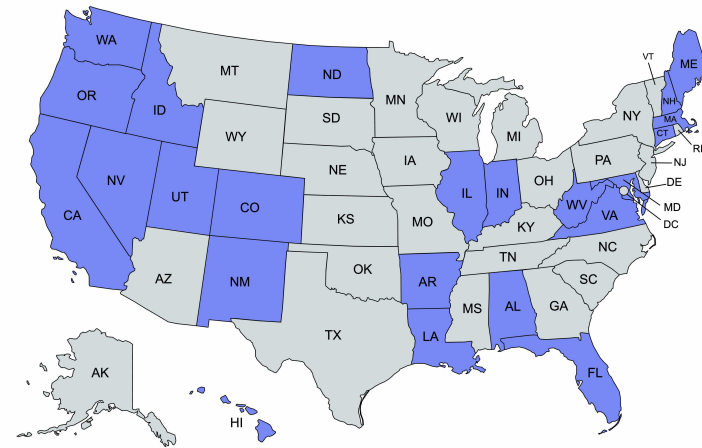 WA
MT
ND
VT
ME
OR
ID
MN
NH
WY
SD
WI
NY
MA
CT
MI
RI
NV
UT
NE
IA
PA
NJ
CA
CO
IL
IN
OH
DE
KS
MO
WV
MD
VA
DC
KY
AZ
NM
OK
AR
TN
NC
SC
TX
MS
AL
GA
LA
AK
FL
HI